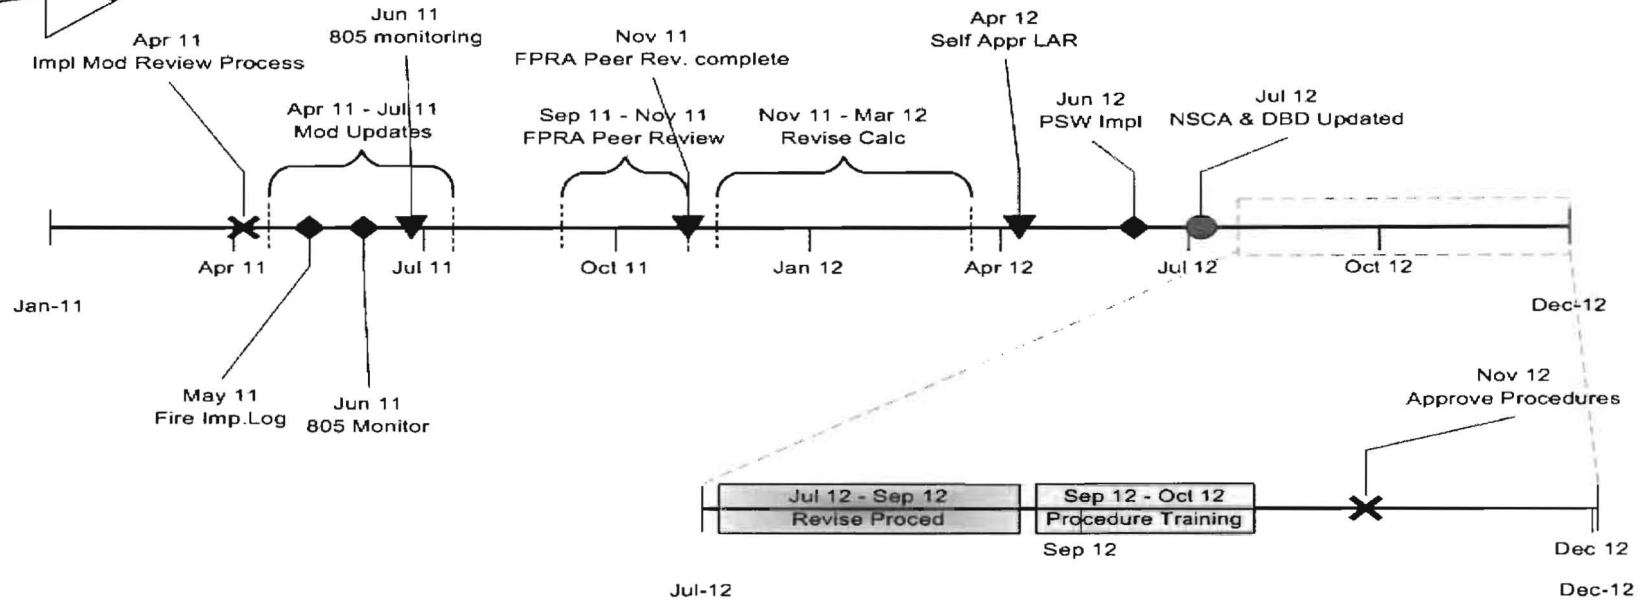 Jun 11
805 monitoring
Apr 11
Impl Mod Review Process
Nov 11
FPRA Peer Rev. complete
Apr 12
Self Appr LAR
Apr 11 - Jul 11
Mod Updates
Sep 11 - Nov 11
FPRA Peer Review
Nov 11 - Mar 12
Revise Calc
Jun 12
PSW Impl
Jul 12
NSCA & DBD Updated
Apr 11
Jul 11
Oct 11
Jan 12
Apr 12
Jul 12
Oct 12
Jan-11
Dec-12
May 11
Fire Imp.Log
Jun 11
805 Monitor
Nov 12
Approve Procedures
Jul 12 - Sep 12
Revise Proced
Sep 12 - Oct 12
Procedure Training
Sep 12
Dec 12
Jul-12
Dec-12